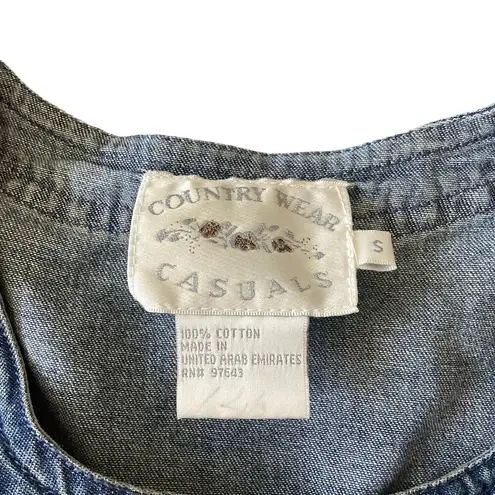 COUNTRY WEAR
CASUALS
S
100% COTTON
MADE IN
UNITED ARAB EMIRATES
RN# 97643